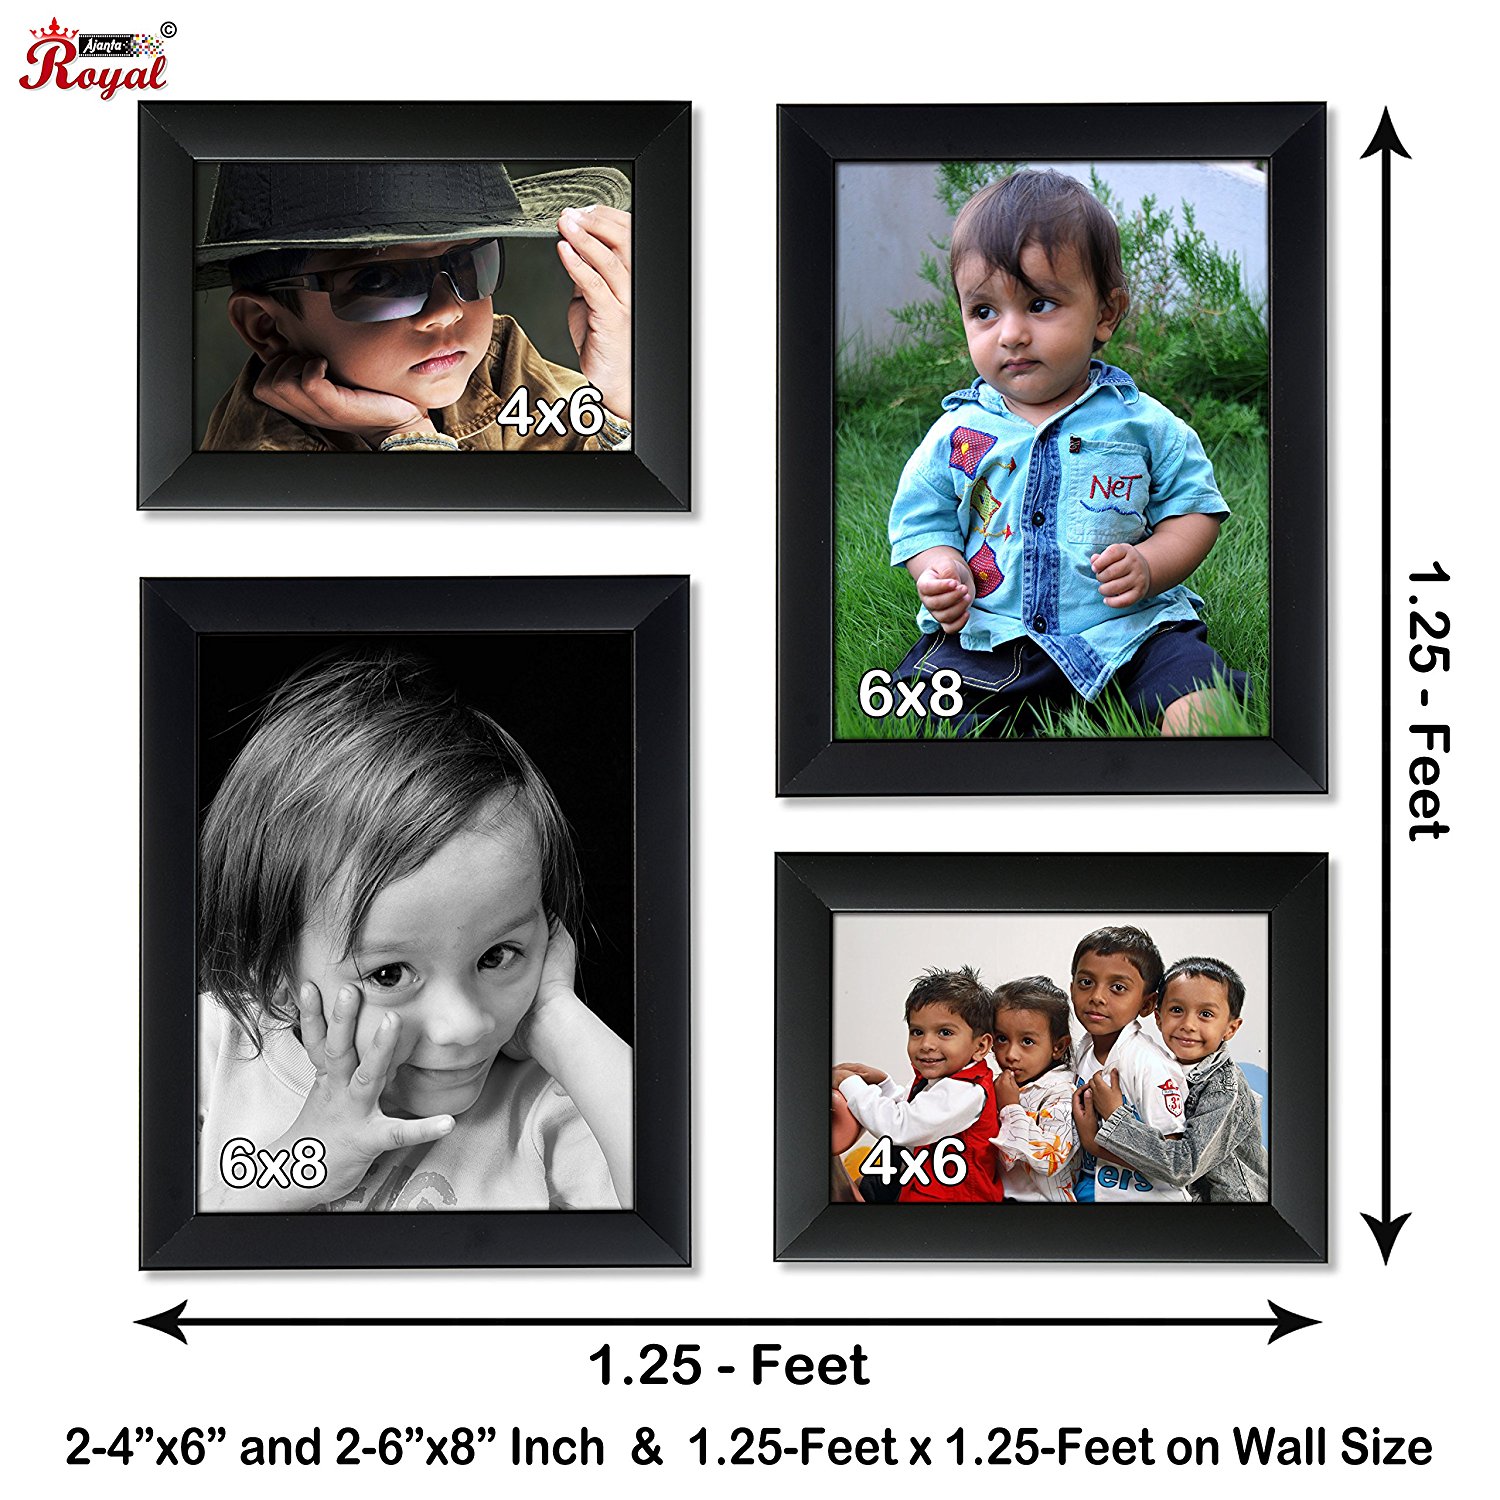 Ajanta
Royal
©
4x6
6x8
NeT
6x8
4x6
1.25 - Feet
1.25 - Feet
2-4”x6” and 2-6”x8” Inch & 1.25-Feet x 1.25-Feet on Wall Size